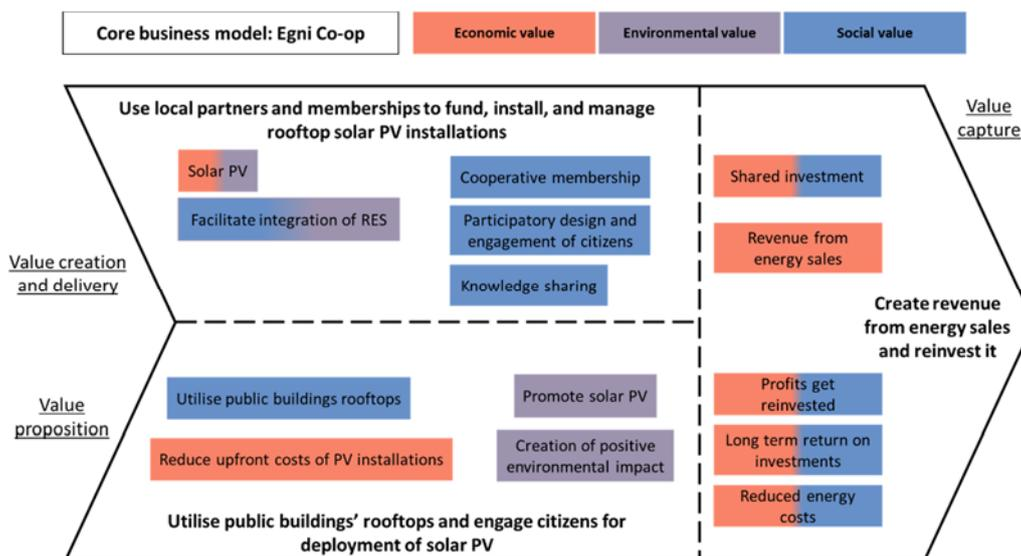 Core business model: Egni Co-op
Economic value
Environmental value
Social value
Use local partners and memberships to fund, install, and manage
rooftop solar PV installations
Value
capture
Solar PV
Facilitate integration of RES
Cooperative membership
Participatory design and
engagement of citizens
Knowledge sharing
Shared investment
Revenue from
energy sales
Value creation
and delivery
Create revenue
from energy sales
and reinvest it
Value
proposition
Utilise public buildings rooftops
Reduce upfront costs of PV installations
Promote solar PV
Creation of positive
environmental impact
Profits get
reinvested
Long term return on
investments
Reduced energy
costs
Utilise public buildings' rooftops and engage citizens for
deployment of solar PV